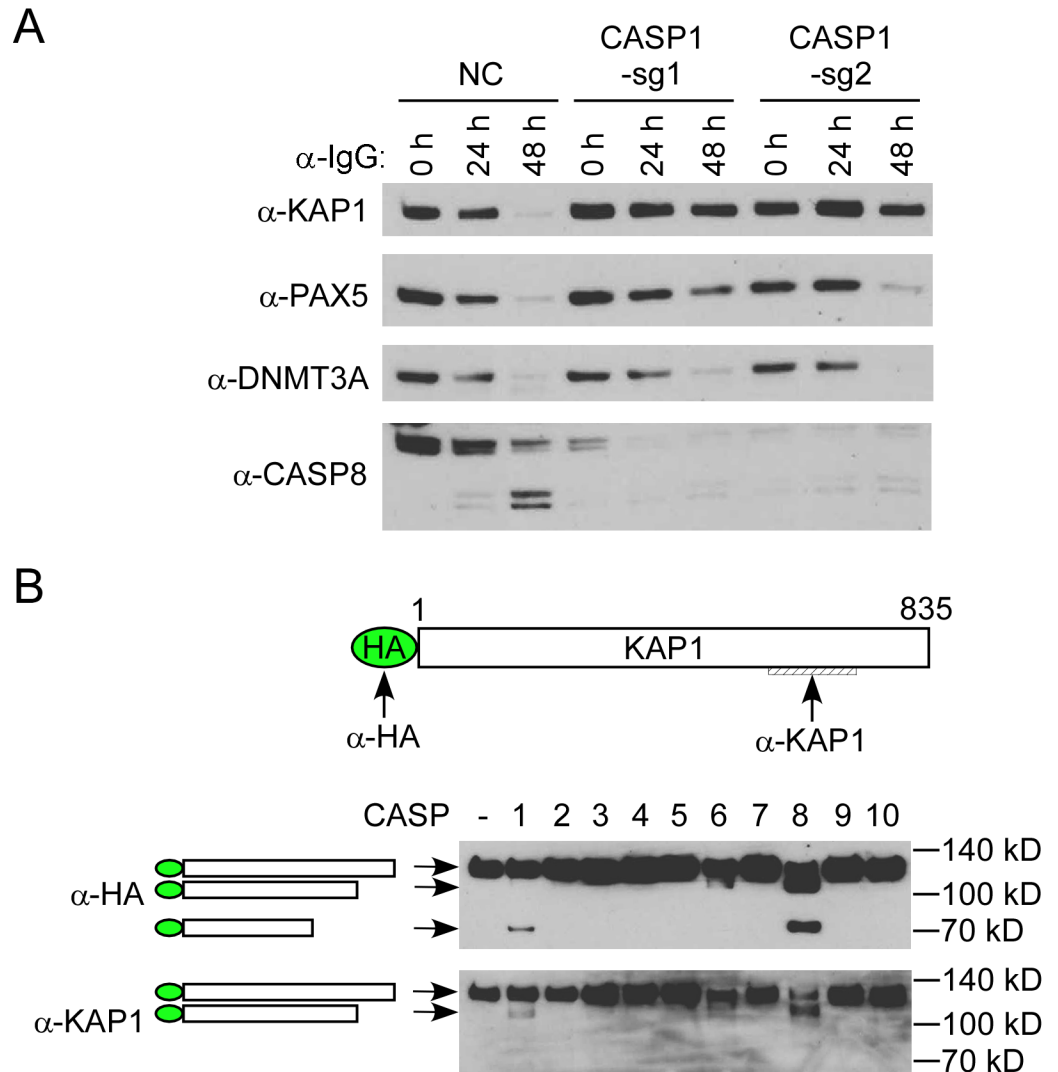 A
NC
CASP1
-sg1
CASP1
-sg2
α-IgG:
0 h
24 h
48 h
0 h
24 h
48 h
0 h
24 h
48 h
α-KAP1
α-PAX5
α-DNMT3A
α-CASP8
B
1
835
HA
KAP1
α-HA
α-KAP1
CASP - 1 2 3 4 5 6 7 8 9 10
140 kD
α-HA
100 kD
70 kD
140 kD
α-KAP1
100 kD
70 kD